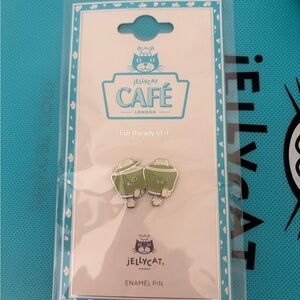 JELLYCAT
CAFÉ
LONDON
For the joy of it
JELLYCAT
LONDON
ENAMEL PIN
JELLYCAT